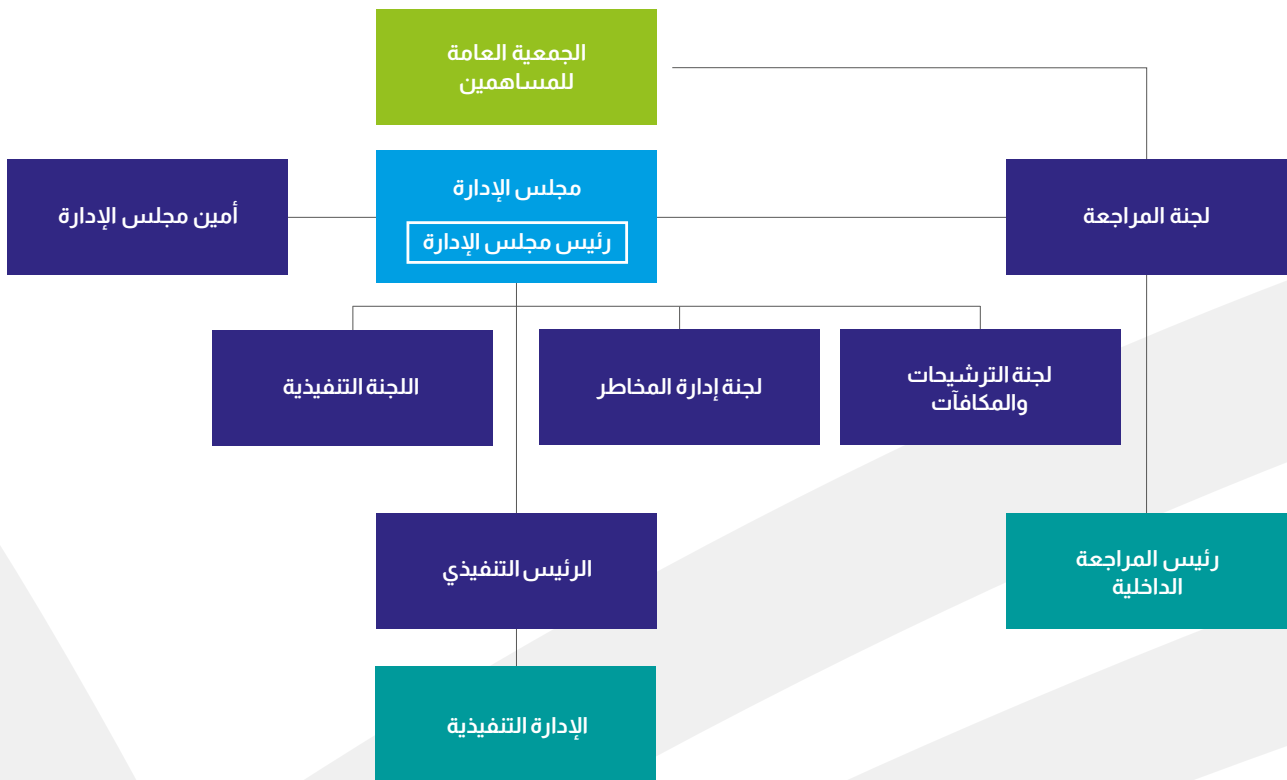 الجمعية العامة
للمساهمين
لجنة المراجعة
مجلس الإدارة
رئيس مجلس الإدارة
أمين مجلس الإدارة
لجنة الترشيحات
والمكافآت
لجنة إدارة المخاطر
اللجنة التنفيذية
رئيس المراجعة
الداخلية
الرئيس التنفيذي
الإدارة التنفيذية